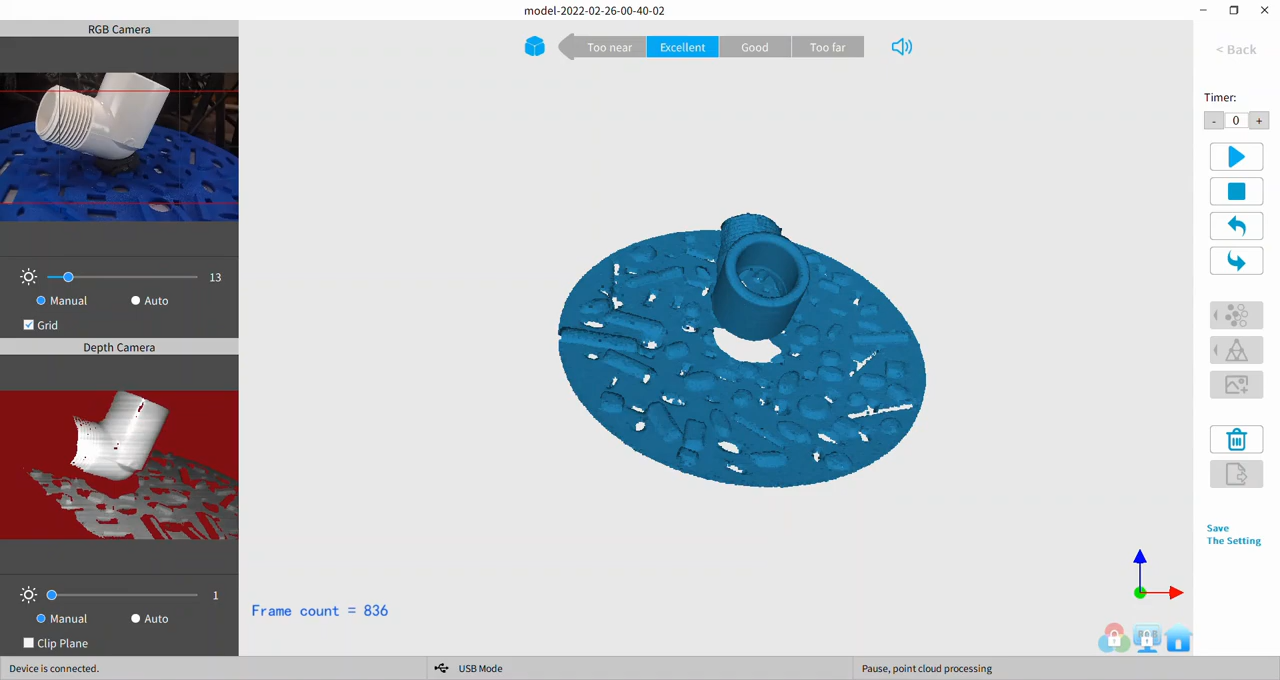 model-2022-02-26-00-40-02
RGB Camera
13
Manual
Auto
Grid
Depth Camera
1
Manual
Auto
Clip Plane
Too near
Excellent
Good
Too far
Frame count = 836
< Back
Timer:
- 0 +
Save
The Setting
Device is connected.
USB Mode
Pause, point cloud processing